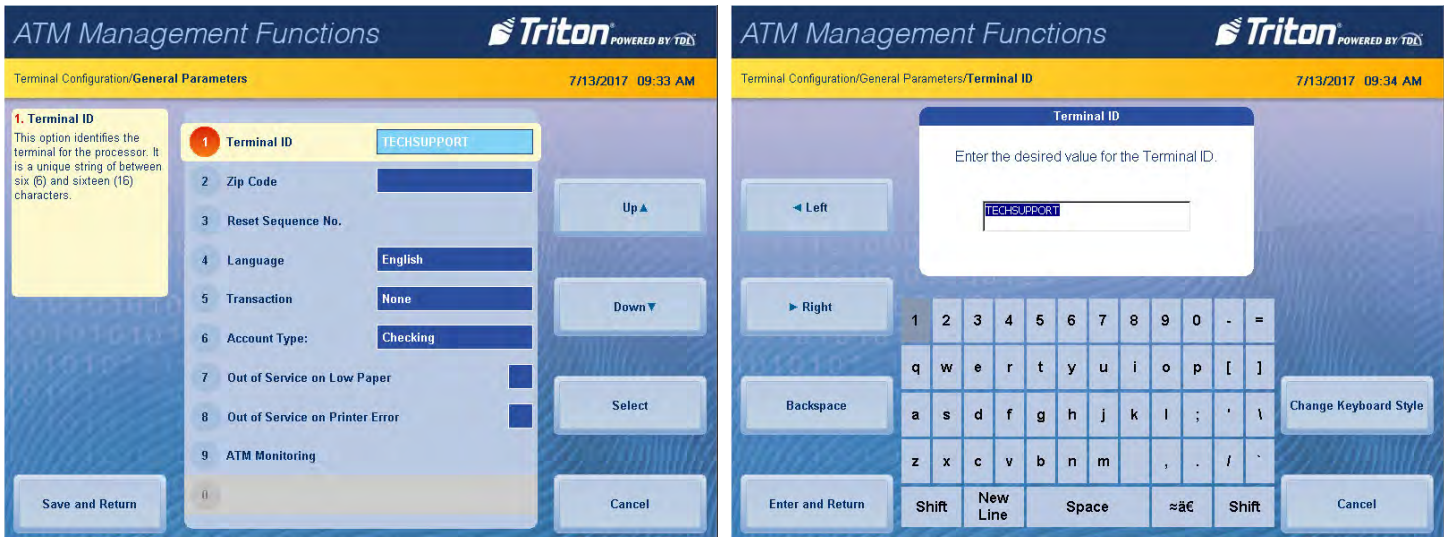 ATM Management Functions
Triton POWERED BY TDL
Terminal Configuration/General Parameters
7/13/2017 09:33 AM
1. Terminal ID
This option identifies the
terminal for the processor. It
is a unique string of between
six (6) and sixteen (16)
characters.
1 Terminal ID TECHSUPPORT
2 Zip Code
3 Reset Sequence No.
4 Language English
5 Transaction None
6 Account Type: Checking
7 Out of Service on Low Paper
8 Out of Service on Printer Error
9 ATM Monitoring
0
Up▲
Down▼
Select
Save and Return
Cancel
ATM Management Functions
Triton POWERED BY TDL
Terminal Configuration/General Parameters/Terminal ID
7/13/2017 09:34 AM
Terminal ID
Enter the desired value for the Terminal ID.
TECHSUPPORT
◄ Left
► Right
Backspace
Enter and Return
1 2 3 4 5 6 7 8 9 0 - =
q w e r t y u i o p [ ]
a s d f g h j k l ; ' \
z x c v b n m , . / `
Shift New Line Space ≈ä€ Shift
Change Keyboard Style
Cancel